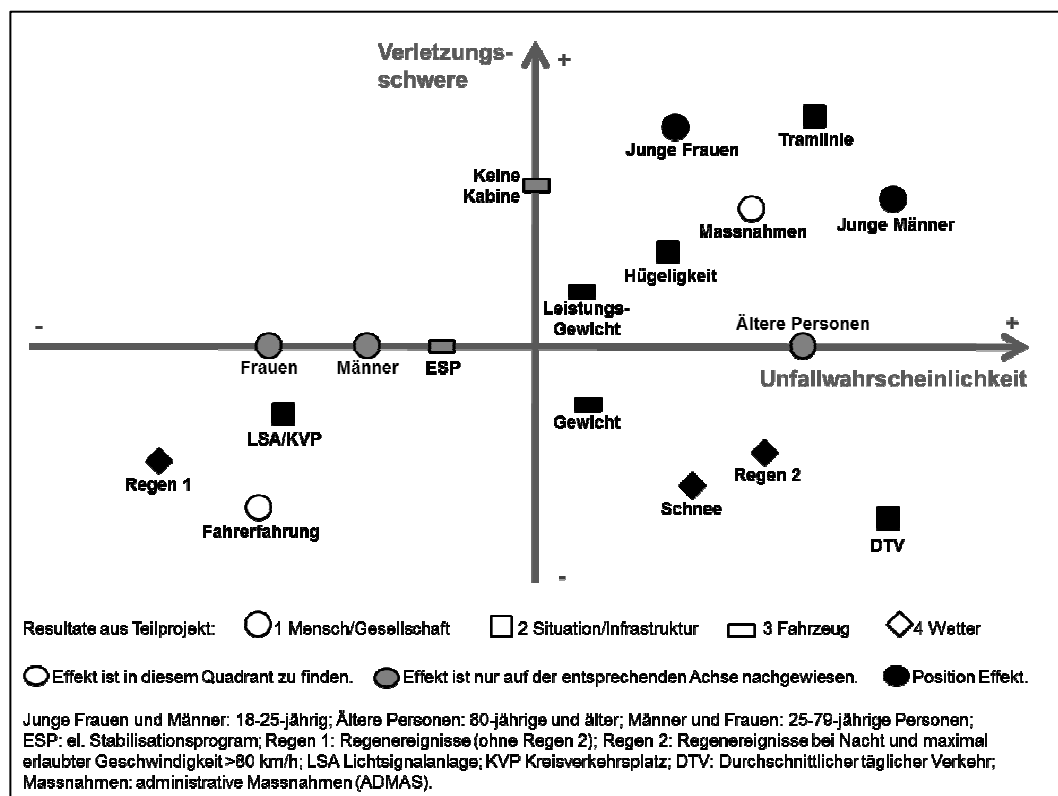 Verletzungs-
schwere
+
Junge Frauen
Tramlinie
Keine
Kabine
Massnahmen
Junge Männer
Hügeligkeit
Leistungs-
Gewicht
Ältere Personen
-
+
Frauen
Männer
ESP
Unfallwahrscheinlichkeit
Gewicht
LSA/KVP
Regen 1
Regen 2
Schnee
Fahrerfahrung
DTV
-
Resultate aus Teilprojekt: 1 Mensch/Gesellschaft 2 Situation/Infrastruktur 3 Fahrzeug 4 Wetter
Effekt ist in diesem Quadrant zu finden. Effekt ist nur auf der entsprechenden Achse nachgewiesen. Position Effekt.
Junge Frauen und Männer: 18-25-jährig; Ältere Personen: 80-jährige und älter; Männer und Frauen: 25-79-jährige Personen;
ESP: el. Stabilisationsprogram; Regen 1: Regenereignisse (ohne Regen 2); Regen 2: Regenereignisse bei Nacht und maximal
erlaubter Geschwindigkeit >80 km/h; LSA Lichtsignalanlage; KVP Kreisverkehrsplatz; DTV: Durchschnittlicher täglicher Verkehr;
Massnahmen: administrative Massnahmen (ADMAS).